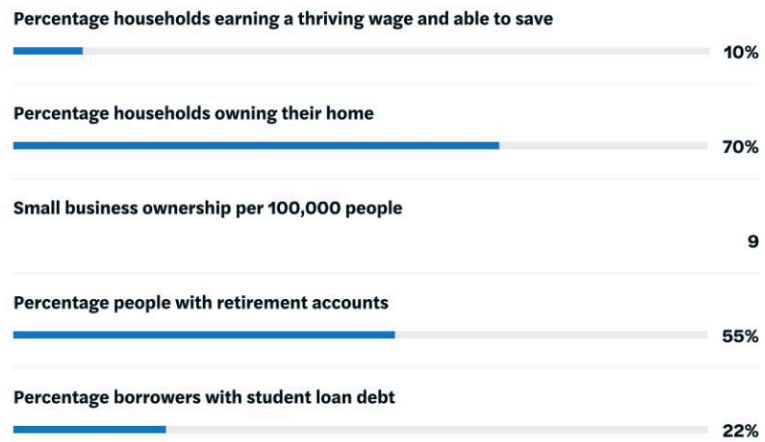 Percentage households earning a thriving wage and able to save
10%
Percentage households owning their home
70%
Small business ownership per 100,000 people
9
Percentage people with retirement accounts
55%
Percentage borrowers with student loan debt
22%